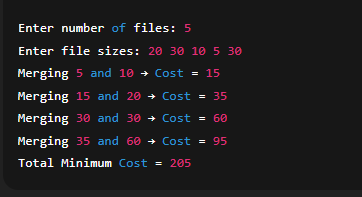 Enter number of files: 5
Enter file sizes: 20 30 10 5 30
Merging 5 and 10 → Cost = 15
Merging 15 and 20 → Cost = 35
Merging 30 and 30 → Cost = 60
Merging 35 and 60 → Cost = 95
Total Minimum Cost = 205